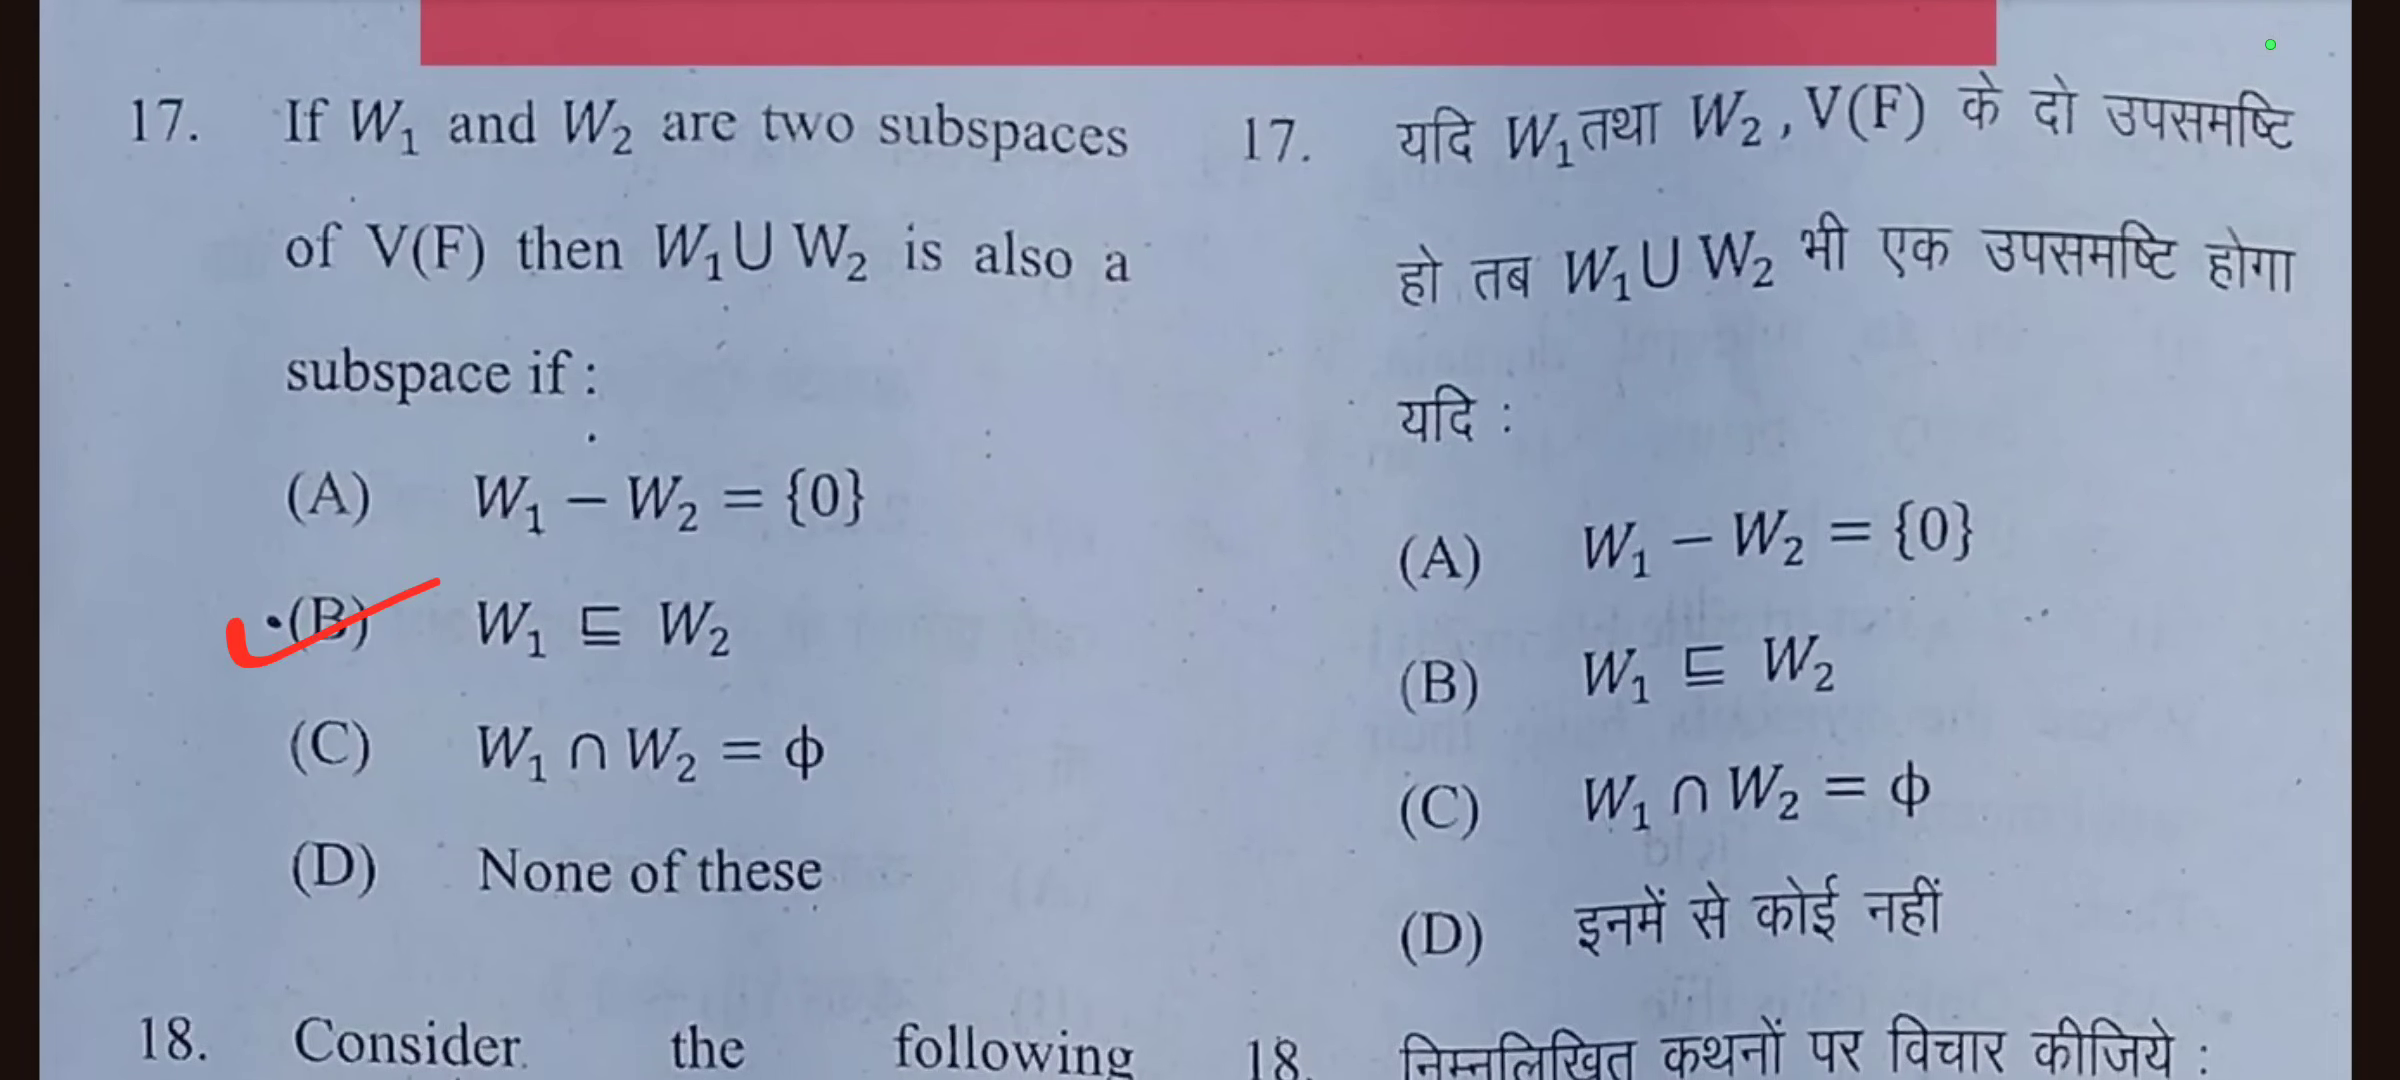 17. If W₁ and W₂ are two subspaces
of V(F) then W₁∪ W₂ is also a
subspace if :
(A) W₁ − W₂ = {0}
(B) W₁ ⊑ W₂
(C) W₁ ∩ W₂ = ϕ
(D) None of these
18. Consider the following
17. यदि W₁तथा W₂, V(F) के दो उपसमष्टि
हो तब W₁∪ W₂ भी एक उपसमष्टि होगा
यदि :
(A) W₁ − W₂ = {0}
(B) W₁ ⊑ W₂
(C) W₁ ∩ W₂ = ϕ
(D) इनमें से कोई नहीं
18. निम्नलिखित कथनों पर विचार कीजिये :